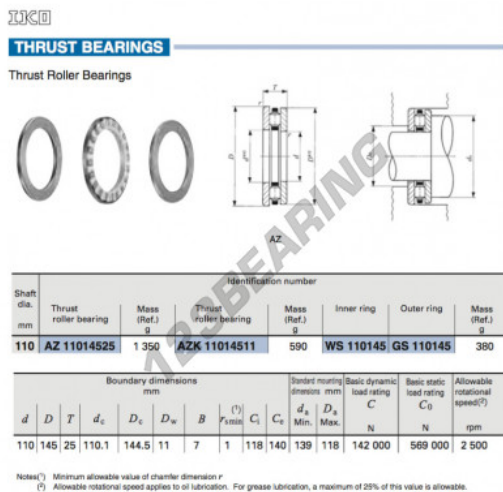 IKO
THRUST BEARINGS
Thrust Roller Bearings
T
r
r
D
d
AZ
123BEARING
Identification number
Shaft dia. mm | Thrust roller bearing | Mass (Ref.) g | Thrust roller bearing | Mass (Ref.) g | Inner ring | Outer ring | Mass (Ref.) g
110 | AZ 11014525 | 1 350 | AZK 11014511 | 590 | WS 110145 | GS 110145 | 380
Boundary dimensions mm | Standard mounting dimensions mm | Basic dynamic load rating C N | Basic static load rating C0 N | Allowable rotational speed(2) rpm
d | D | T | dc | Dc | Dw | B | rsmin(1) | Ci | Ce | da Min. | Da Max.
110 | 145 | 25 | 110.1 | 144.5 | 11 | 7 | 1 | 118 | 140 | 139 | 118 | 142 000 | 569 000 | 2 500
Notes(1) Minimum allowable value of chamfer dimension r
(2) Allowable rotational speed applies to oil lubrication. For grease lubrication, a maximum of 25% of this value is allowable.